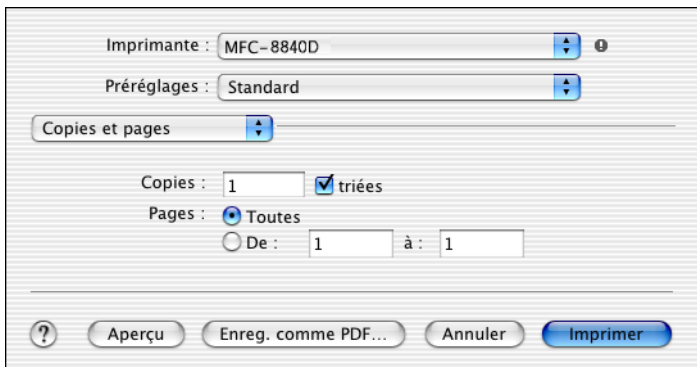 Imprimante : MFC-8840D
Préréglages : Standard
Copies et pages
Copies : 1 triées
Pages : Toutes
De : 1 à : 1
? Aperçu Enreg. comme PDF... Annuler Imprimer